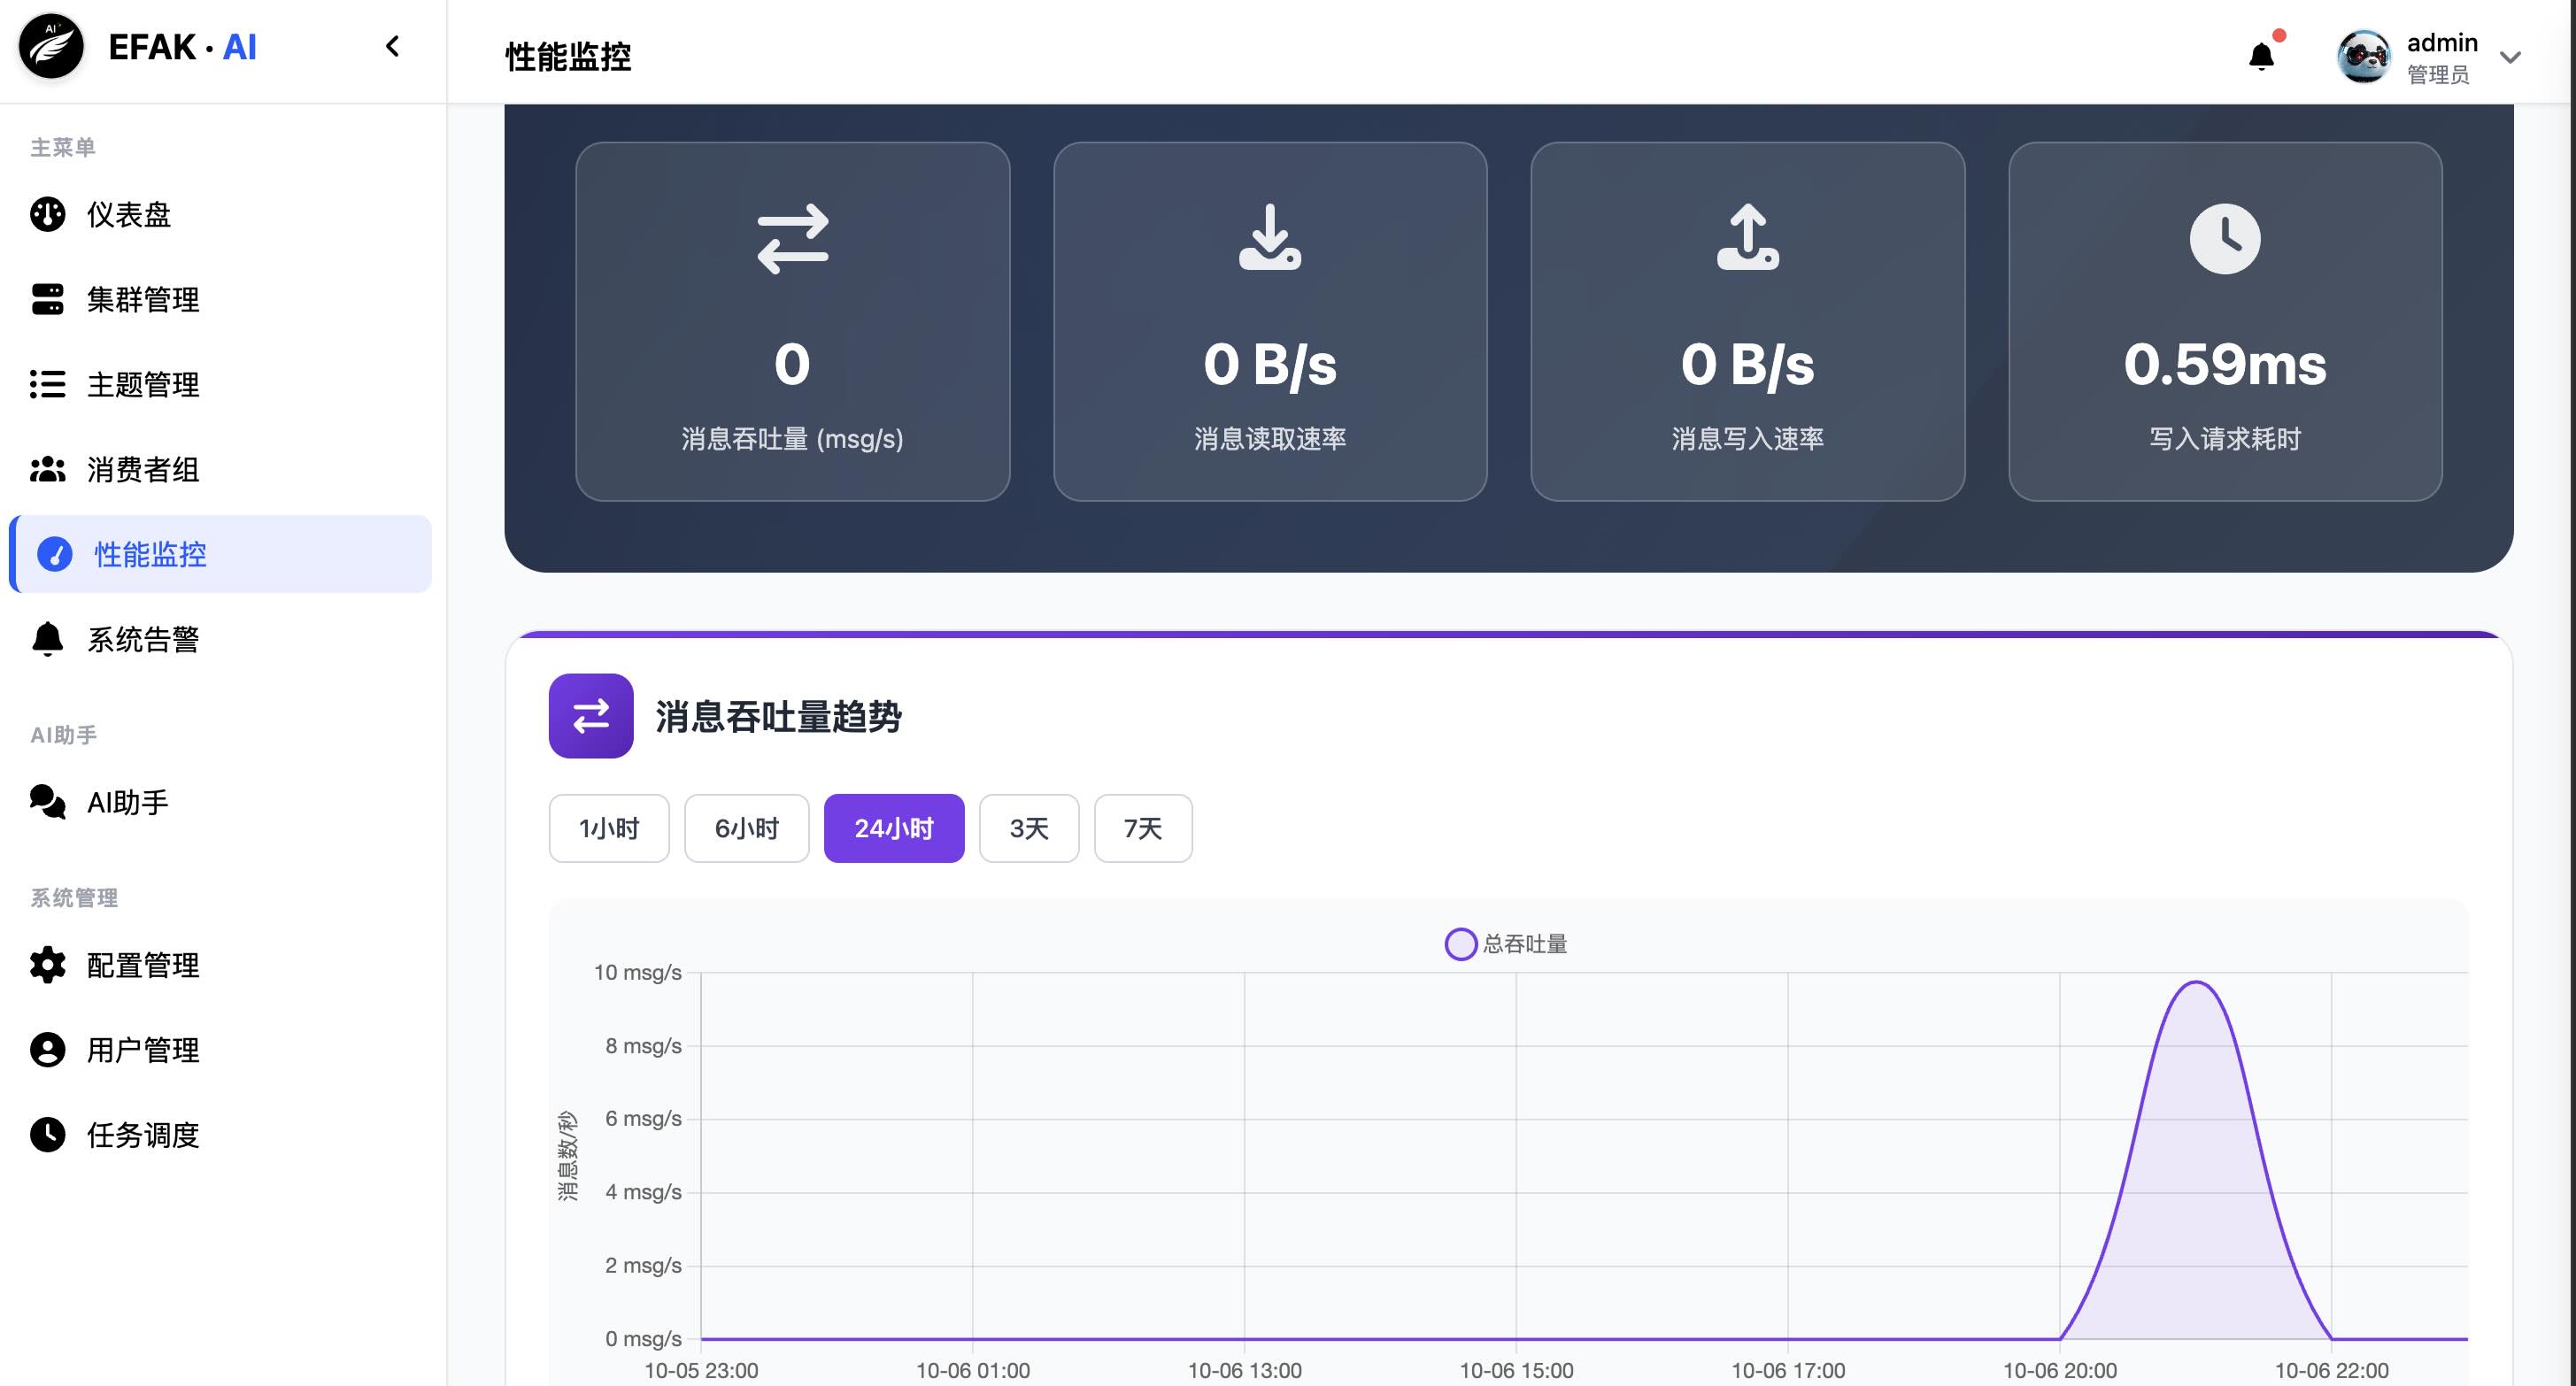 AI
EFAK · AI
性能监控
admin
管理员
主菜单
仪表盘
集群管理
主题管理
消费者组
性能监控
系统告警
AI助手
AI助手
系统管理
配置管理
用户管理
任务调度
0
消息吞吐量 (msg/s)
0 B/s
消息读取速率
0 B/s
消息写入速率
0.59ms
写入请求耗时
消息吞吐量趋势
1小时
6小时
24小时
3天
7天
总吞吐量
消息数/秒
10 msg/s
8 msg/s
6 msg/s
4 msg/s
2 msg/s
0 msg/s
10-05 23:00
10-06 01:00
10-06 13:00
10-06 15:00
10-06 17:00
10-06 20:00
10-06 22:00